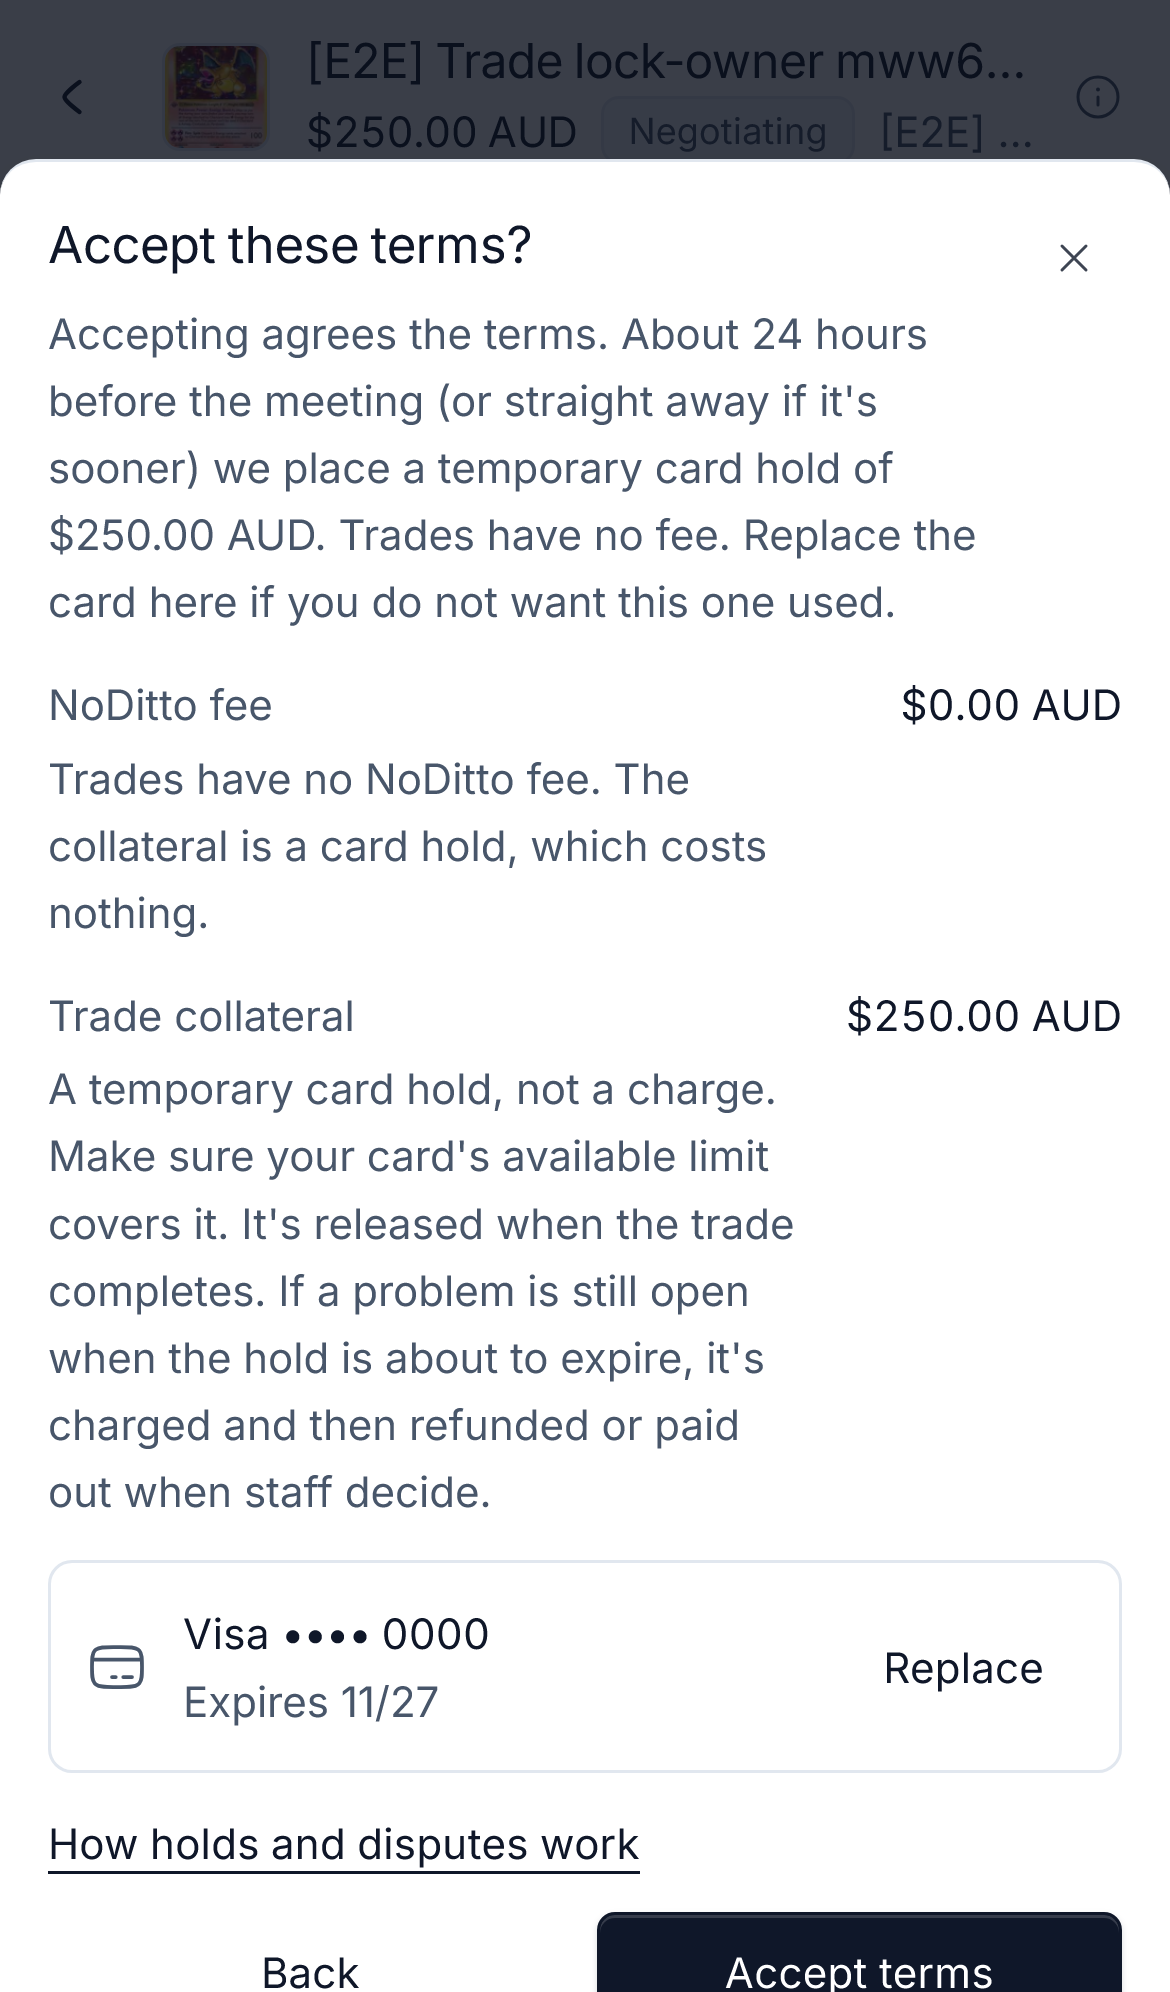 [E2E] Trade lock-owner mww6...
$250.00 AUD Negotiating [E2E] ...
Accept these terms?
Accepting agrees the terms. About 24 hours
before the meeting (or straight away if it's
sooner) we place a temporary card hold of
$250.00 AUD. Trades have no fee. Replace the
card here if you do not want this one used.
NoDitto fee $0.00 AUD
Trades have no NoDitto fee. The
collateral is a card hold, which costs
nothing.
Trade collateral $250.00 AUD
A temporary card hold, not a charge.
Make sure your card's available limit
covers it. It's released when the trade
completes. If a problem is still open
when the hold is about to expire, it's
charged and then refunded or paid
out when staff decide.
Visa •••• 0000
Expires 11/27
Replace
How holds and disputes work
Back Accept terms